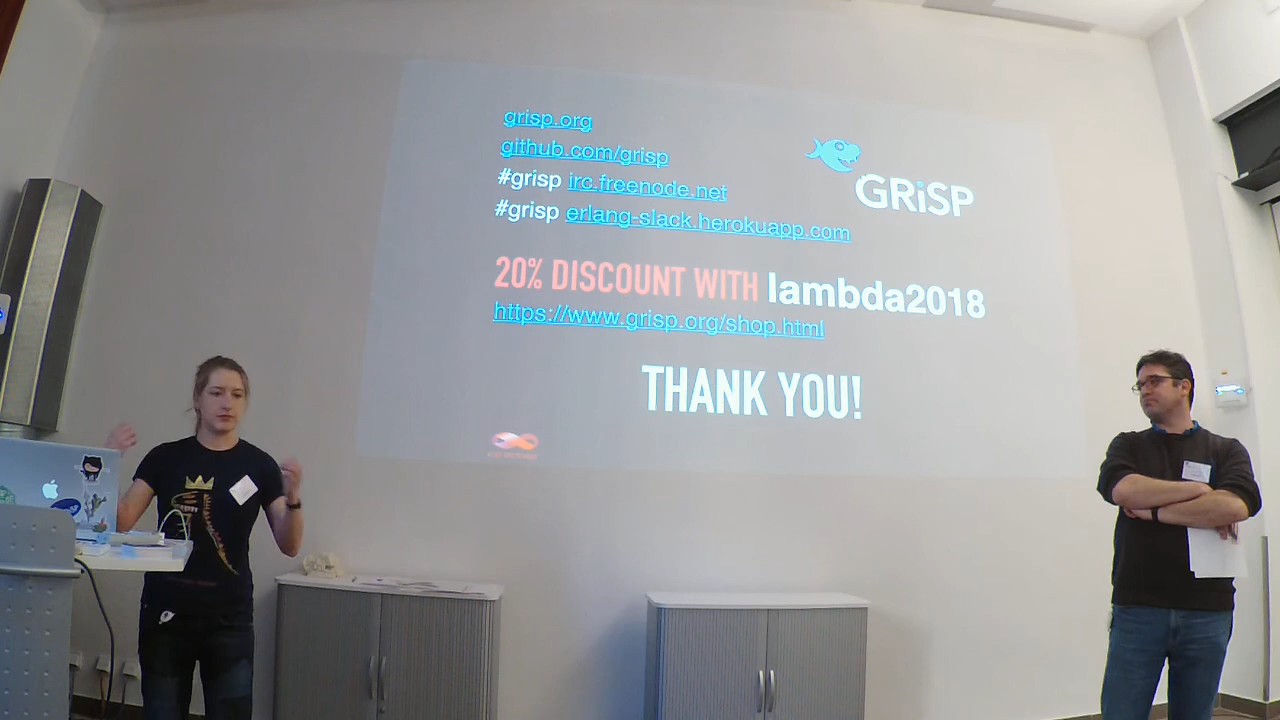 grisp.org
github.com/grisp
#grisp irc.freenode.net
#grisp erlang-slack.herokuapp.com
GRiSP
20% DISCOUNT WITH lambda2018
https://www.grisp.org/shop.html
THANK YOU!